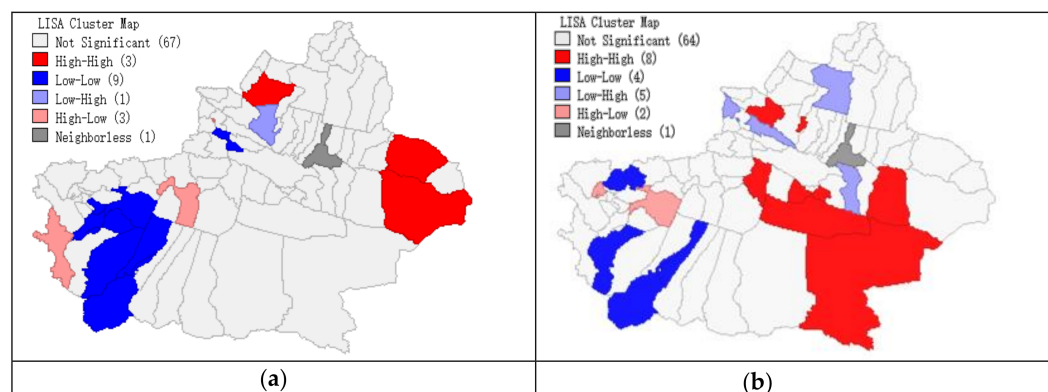 LISA Cluster Map
Not Significant (67)
High-High (3)
Low-Low (9)
Low-High (1)
High-Low (3)
Neighborless (1)
(a)
LISA Cluster Map
Not Significant (64)
High-High (8)
Low-Low (4)
Low-High (5)
High-Low (2)
Neighborless (1)
(b)